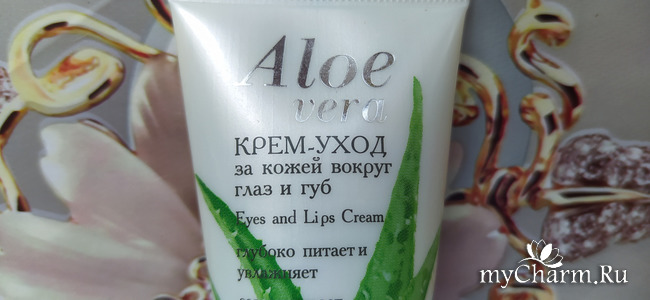 Aloe
vera
КРЕМ-УХОД
за кожей вокруг
глаз и губ
Eyes and Lips Cream
глубоко питает и
увлажняет
myCharm.Ru